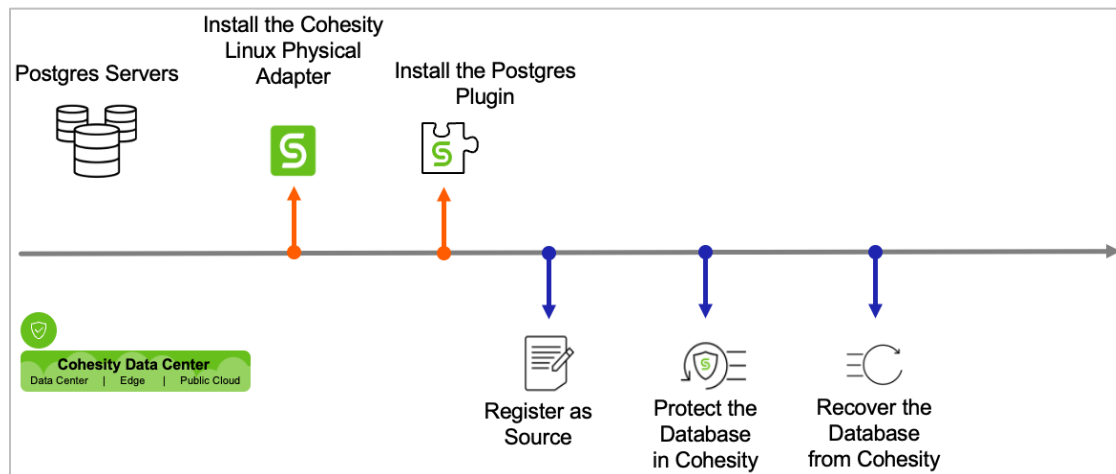 Postgres Servers
Install the Cohesity
Linux Physical
Adapter
Install the Postgres
Plugin
Cohesity Data Center
Data Center | Edge | Public Cloud
Register as
Source
Protect the
Database
in Cohesity
Recover the
Database
from Cohesity